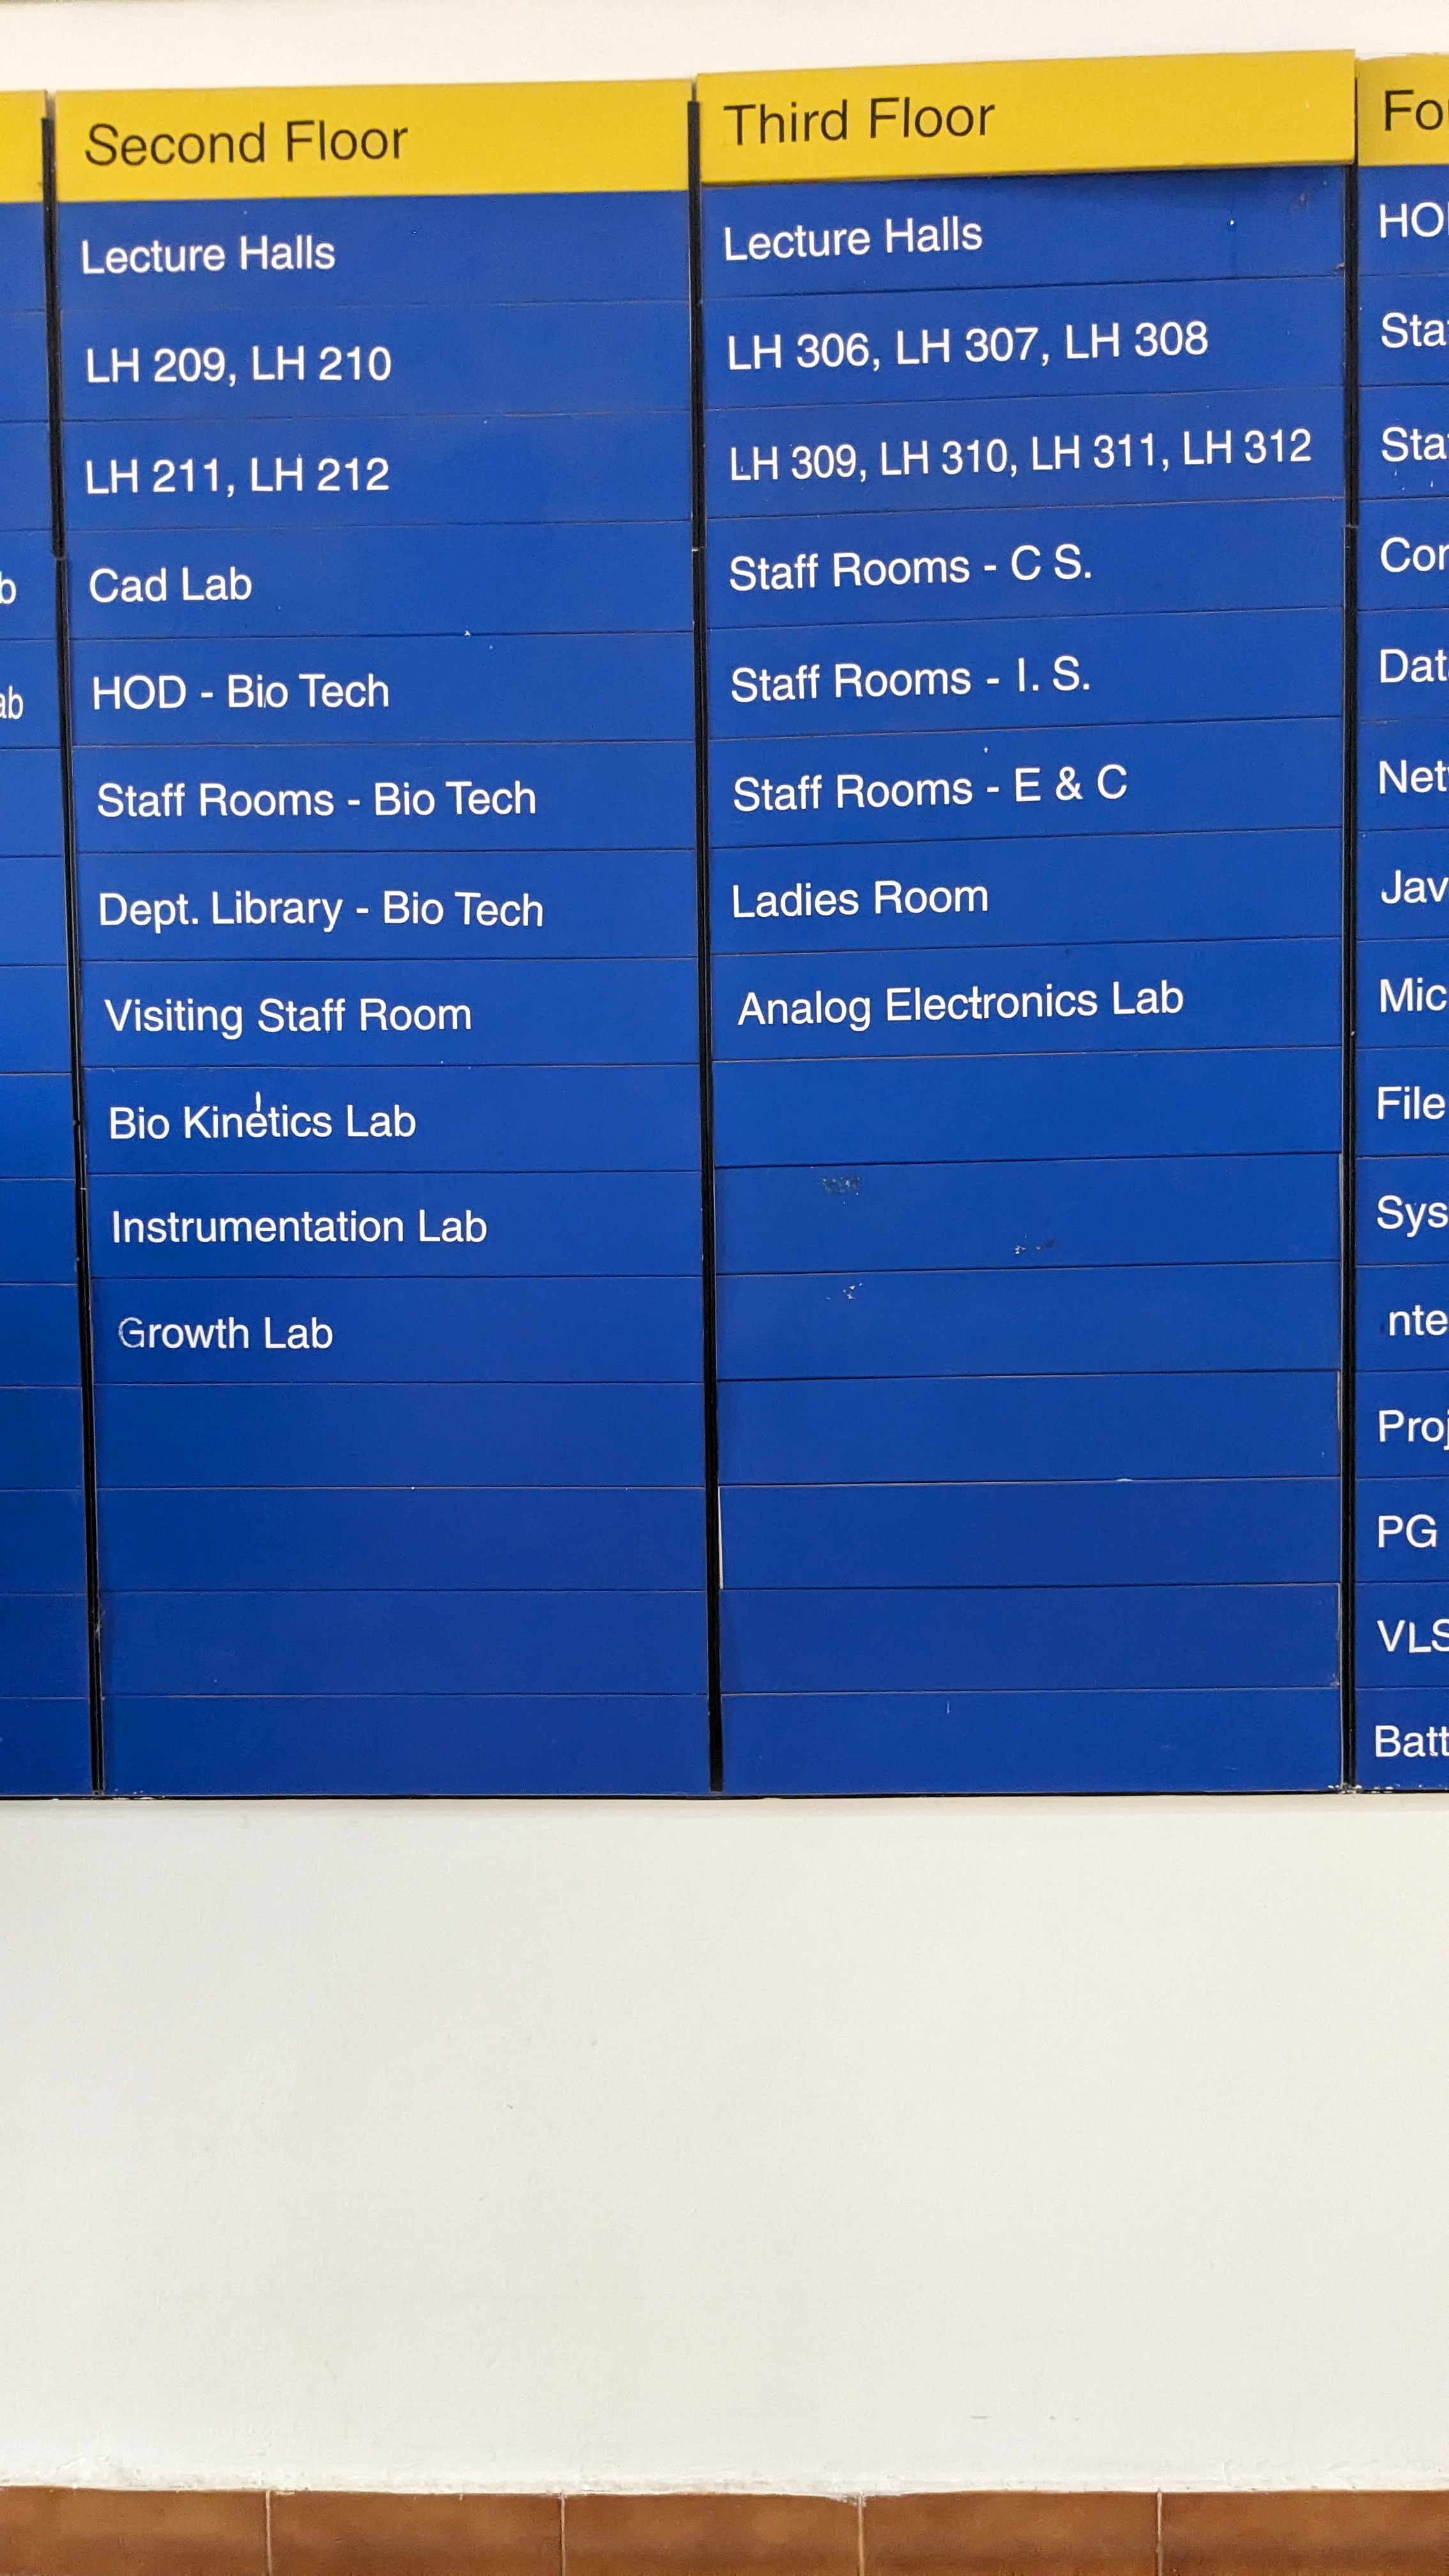 Second Floor
Lecture Halls
LH 209, LH 210
LH 211, LH 212
Cad Lab
HOD - Bio Tech
Staff Rooms - Bio Tech
Dept. Library - Bio Tech
Visiting Staff Room
Bio Kinetics Lab
Instrumentation Lab
Growth Lab
Third Floor
Lecture Halls
LH 306, LH 307, LH 308
LH 309, LH 310, LH 311, LH 312
Staff Rooms - C S.
Staff Rooms - I. S.
Staff Rooms - E & C
Ladies Room
Analog Electronics Lab
File
PG